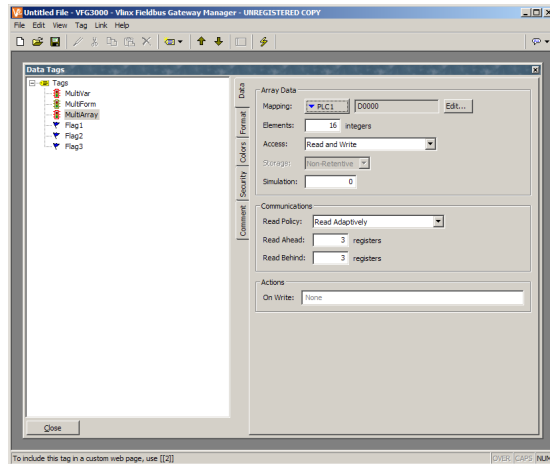 Untitled File - VFG3000 - Vlinx Fieldbus Gateway Manager - UNREGISTERED COPY
File Edit View Tag Link Help
Data Tags
Tags
MultiVar
MultiForm
MultiArray
Flag1
Flag2
Flag3
Data
Format
Colors
Security
Comment
Array Data
Mapping: PLC1 D0000 Edit...
Elements: 16 integers
Access: Read and Write
Storage: Non-Retentive
Simulation: 0
Communications
Read Policy: Read Adaptively
Read Ahead: 3 registers
Read Behind: 3 registers
Actions
On Write: None
Close
To include this tag in a custom web page, use [[2]]
OVER CAPS NUM